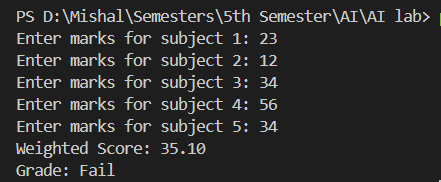 PS D:\Mishal\Semesters\5th Semester\AI\AI lab>
Enter marks for subject 1: 23
Enter marks for subject 2: 12
Enter marks for subject 3: 34
Enter marks for subject 4: 56
Enter marks for subject 5: 34
Weighted Score: 35.10
Grade: Fail